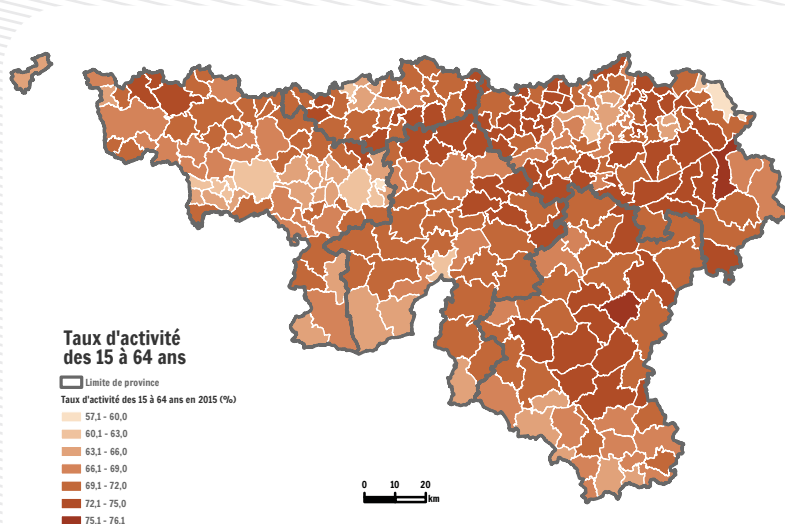 Taux d'activité
des 15 à 64 ans
Limite de province
Taux d'activité des 15 à 64 ans en 2015 (%)
57,1 - 60,0
60,1 - 63,0
63,1 - 66,0
66,1 - 69,0
69,1 - 72,0
72,1 - 75,0
75,1 - 76,1
0 10 20
km